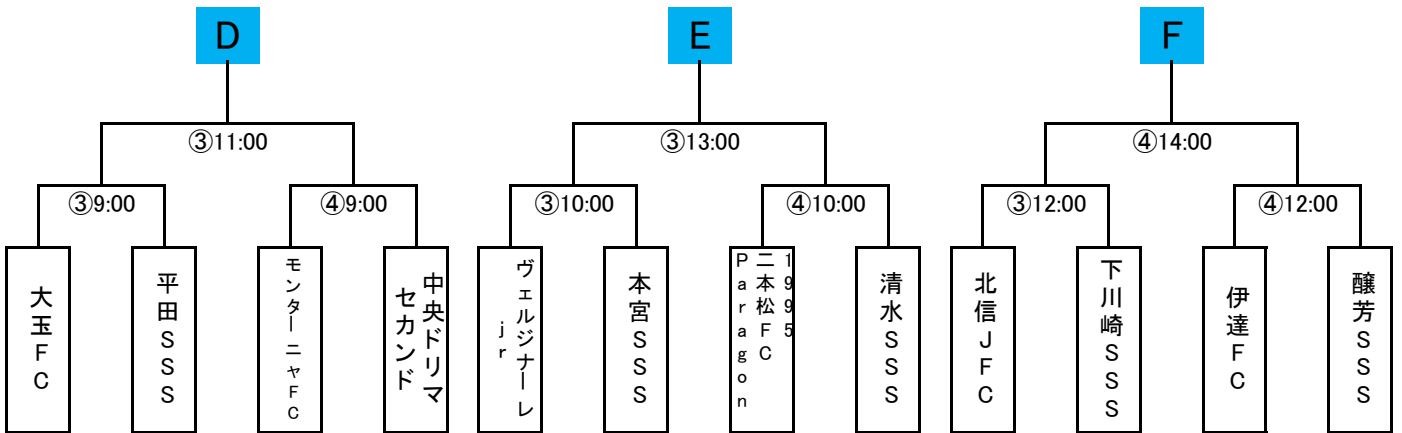 D
E
F
③11:00
③13:00
④14:00
③9:00
④9:00
③10:00
④10:00
③12:00
④12:00
大玉FC
平田SSS
モンターニャFC
中央ドリマ
セカンド
ヴェルジナーレ
jr
本宮SSS
1995
二本松FC
Paragon
清水SSS
北信JFC
下川崎SSS
伊達FC
醸芳SSS